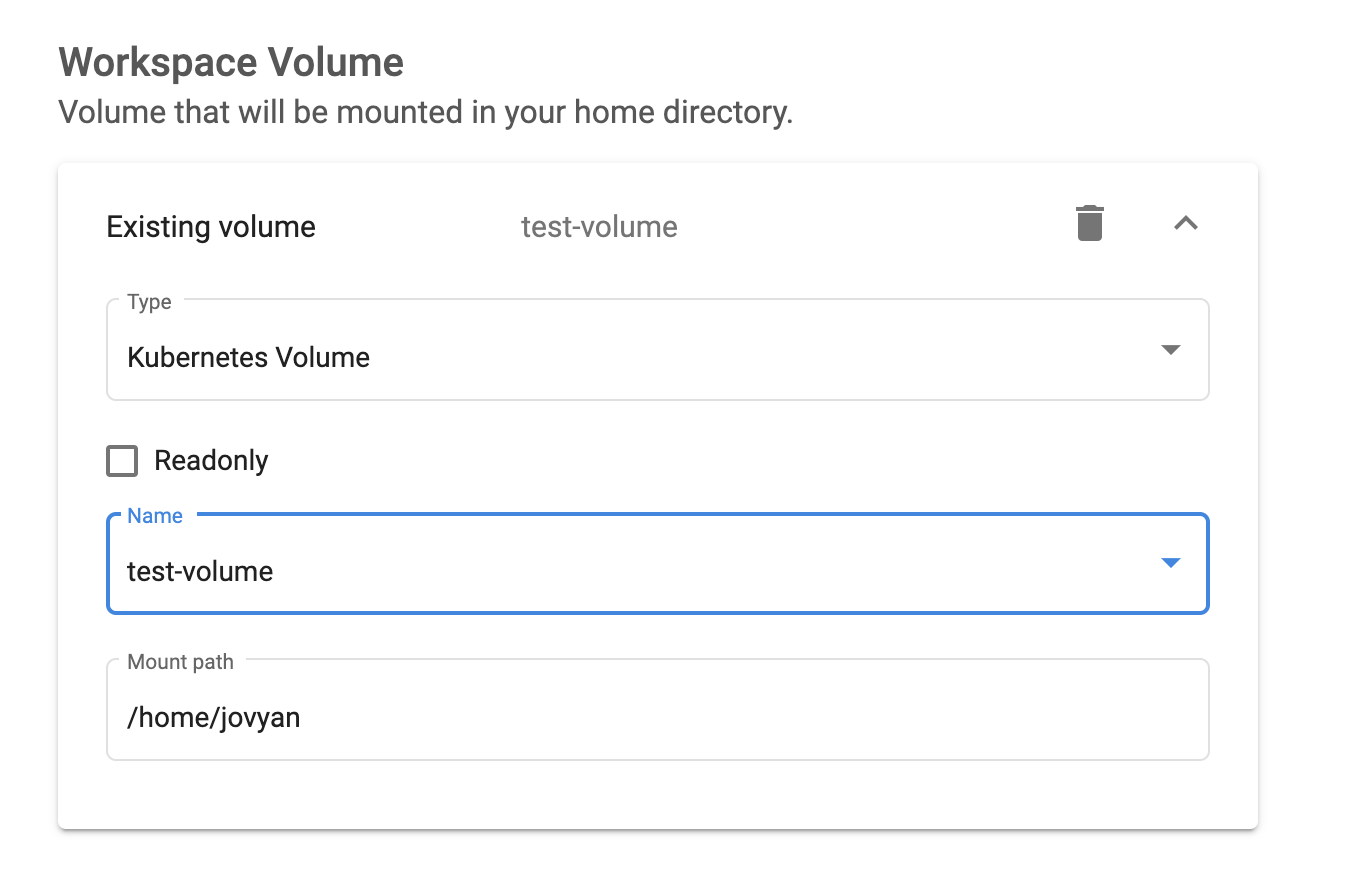 Workspace Volume
Volume that will be mounted in your home directory.
Existing volume test-volume
Type
Kubernetes Volume
Readonly
Name
test-volume
Mount path
/home/jovyan